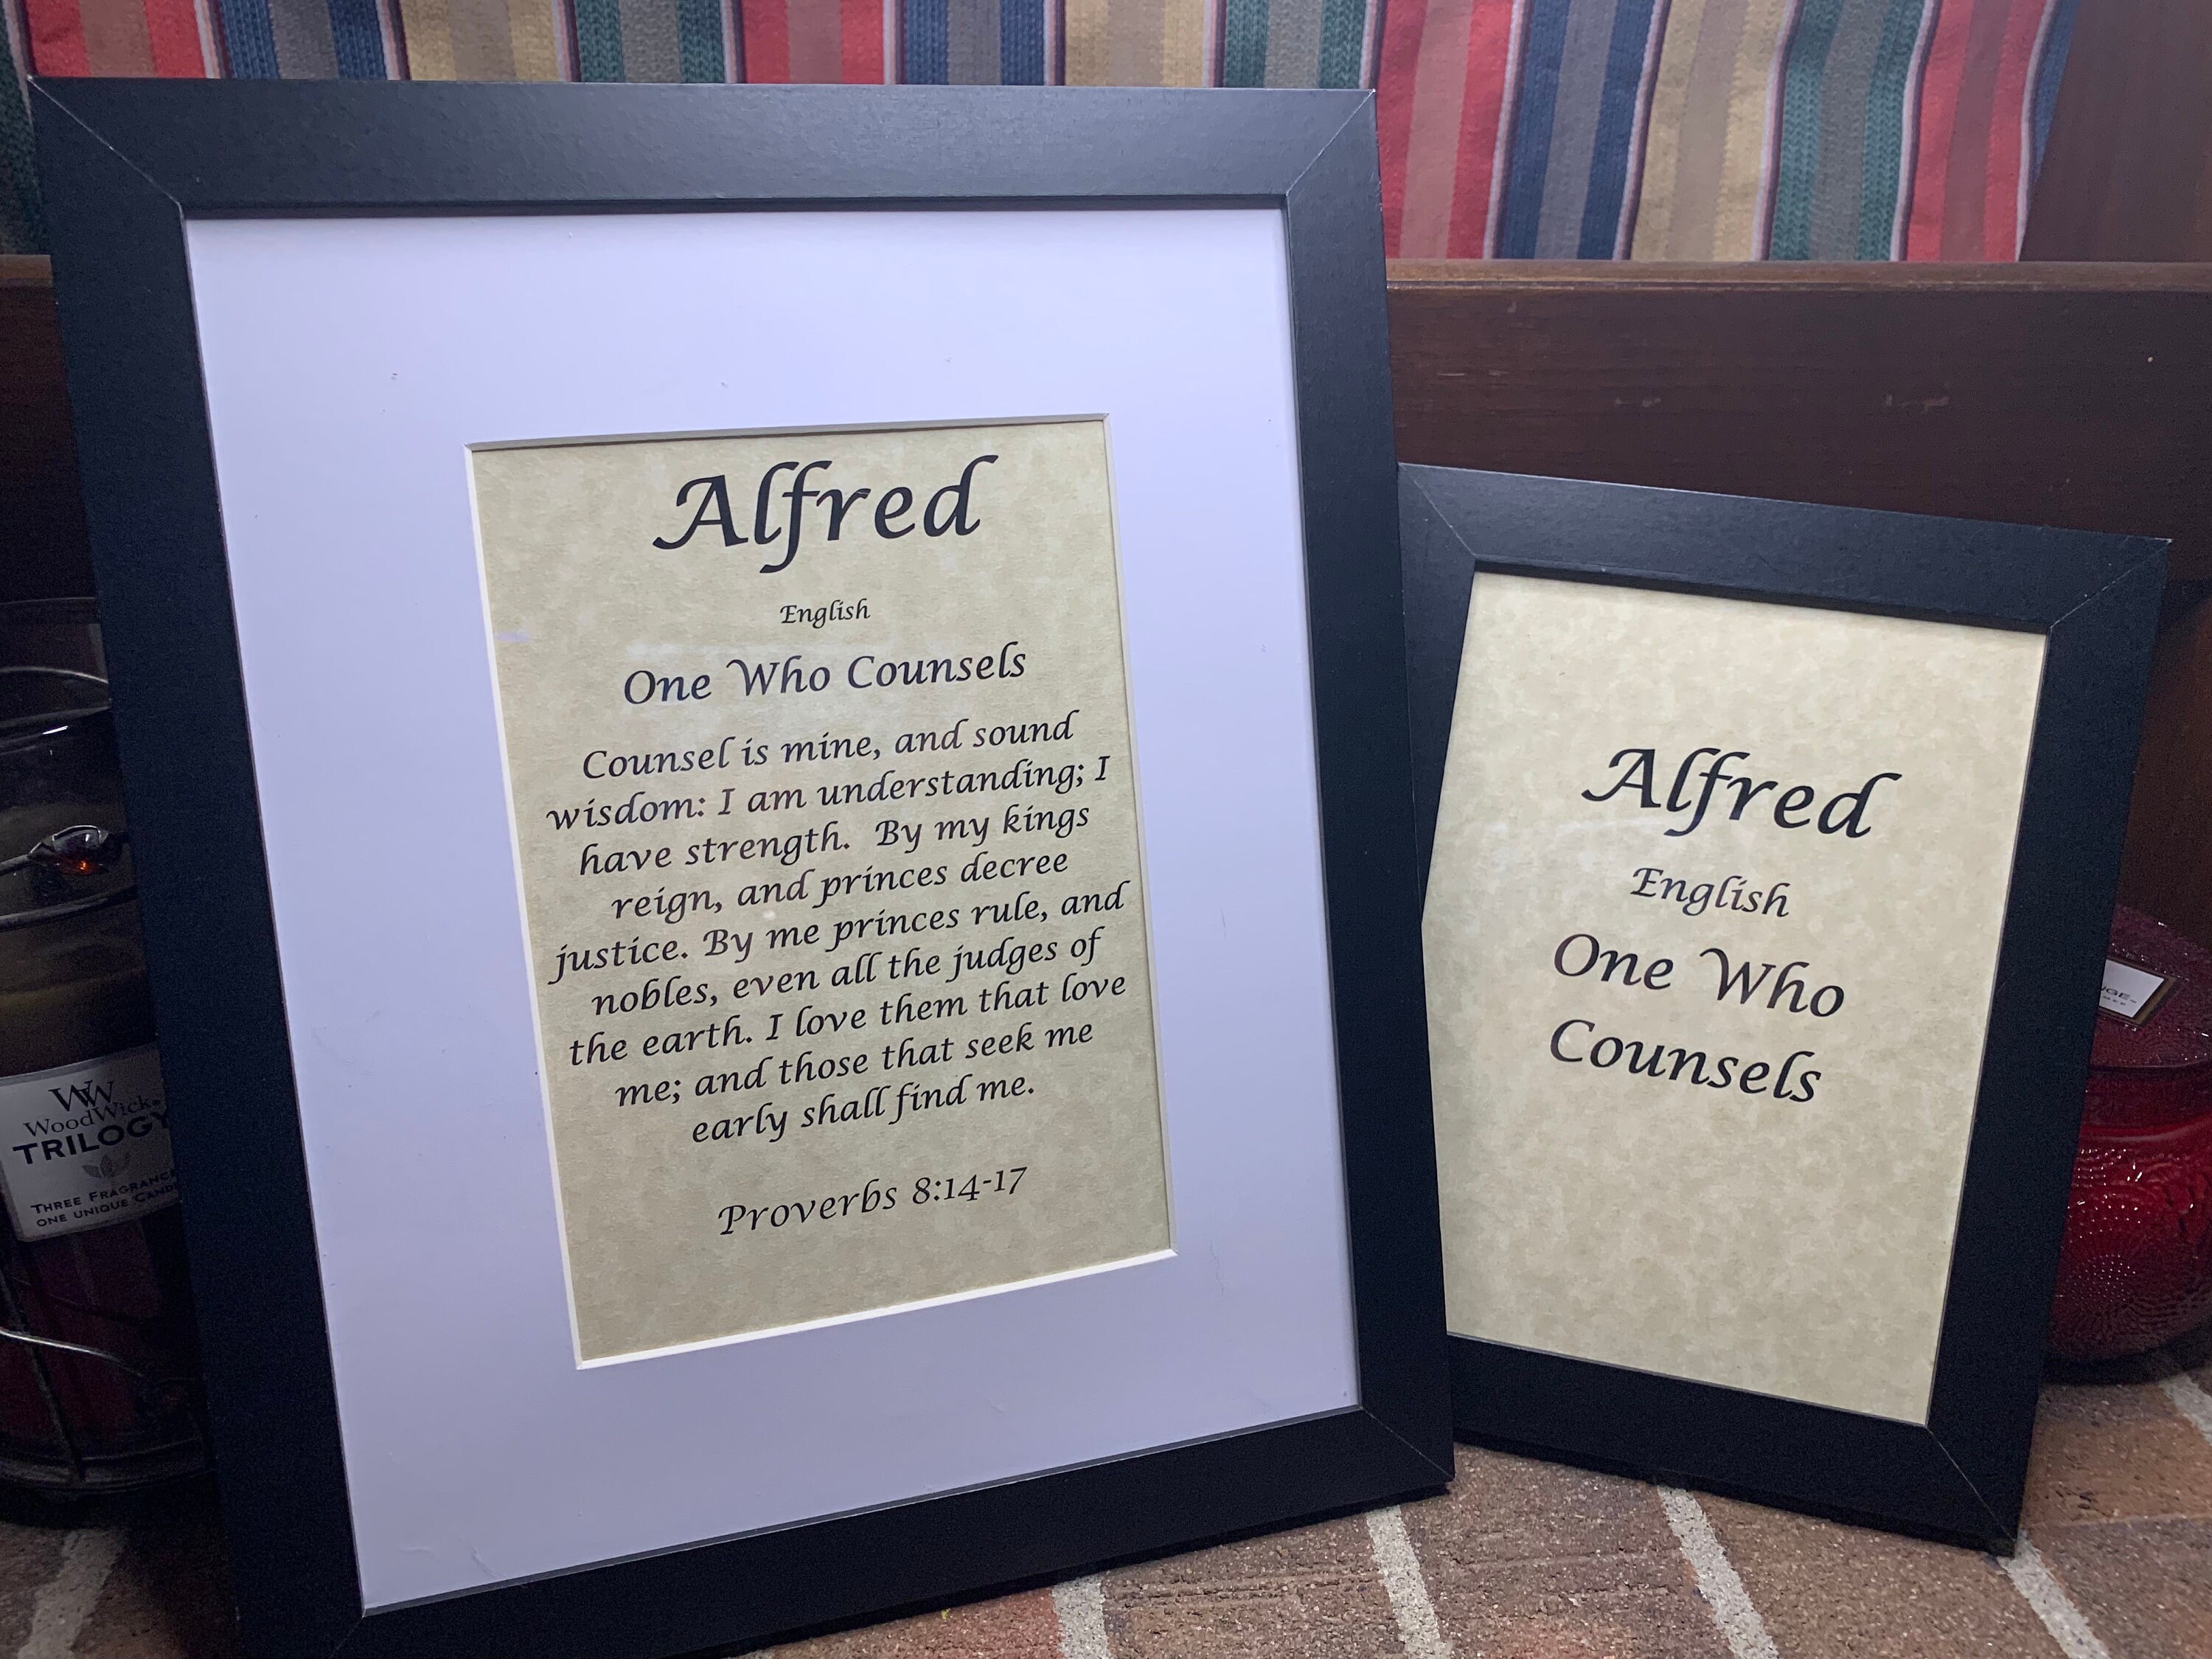 Alfred
English
One Who Counsels
Counsel is mine, and sound
wisdom: I am understanding; I
have strength. By my kings
reign, and princes decree
justice. By me princes rule, and
nobles, even all the judges of
the earth. I love them that love
me; and those that seek me
early shall find me.
Proverbs 8:14-17
Alfred
English
One Who
Counsels
WW
WoodWick
TRILOGY
THREE FRAGRANC
ONE UNIQUE CAND